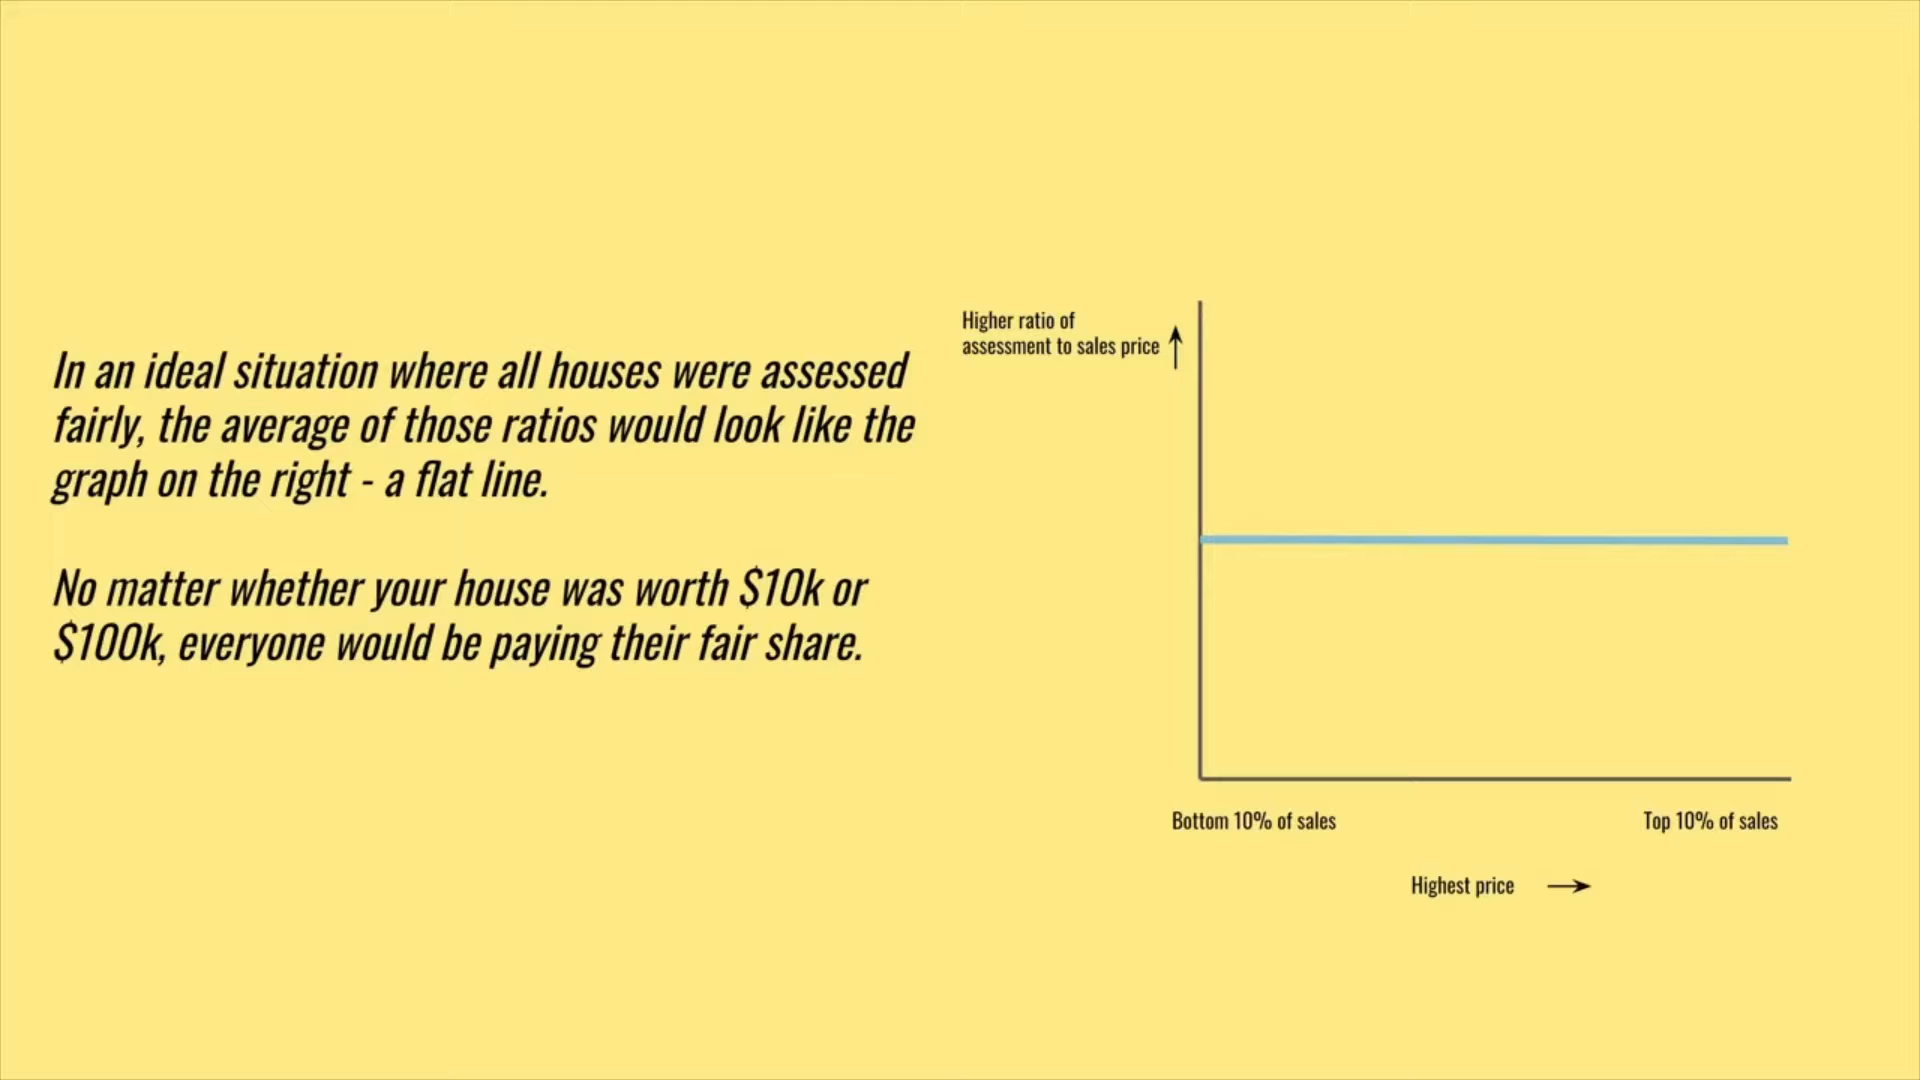 In an ideal situation where all houses were assessed
fairly, the average of those ratios would look like the
graph on the right - a flat line.
No matter whether your house was worth $10k or
$100k, everyone would be paying their fair share.
Higher ratio of
assessment to sales price
Bottom 10% of sales
Top 10% of sales
Highest price